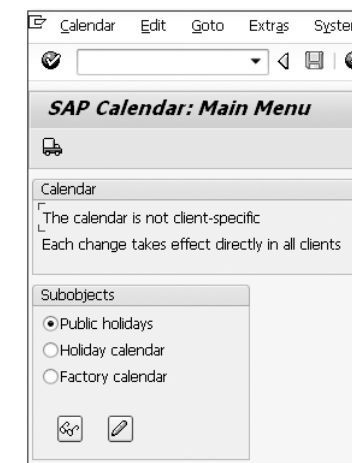 Calendar Edit Goto Extras System
SAP Calendar: Main Menu
Calendar
The calendar is not client-specific
Each change takes effect directly in all clients
Subobjects
Public holidays
Holiday calendar
Factory calendar